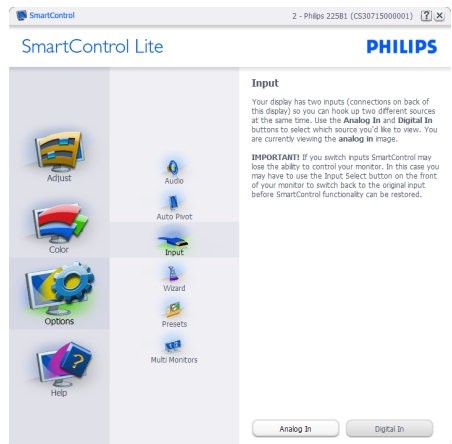 SmartControl
2 - Philips 225B1 (CS30715000001)
SmartControl Lite
PHILIPS
Adjust
Color
Options
Help
Audio
Auto Pivot
Input
Wizard
Presets
Multi Monitors
Input
Your display has two inputs (connections on back of
this display) so you can hook up two different sources
at the same time. Use the Analog In and Digital In
buttons to select which source you'd like to view. You
are currently viewing the analog in image.
IMPORTANT! If you switch inputs SmartControl may
lose the ability to control your monitor. In this case you
may have to use the Input Select button on the front
of your monitor to switch back to the original input
before SmartControl functionality can be restored.
Analog In
Digital In